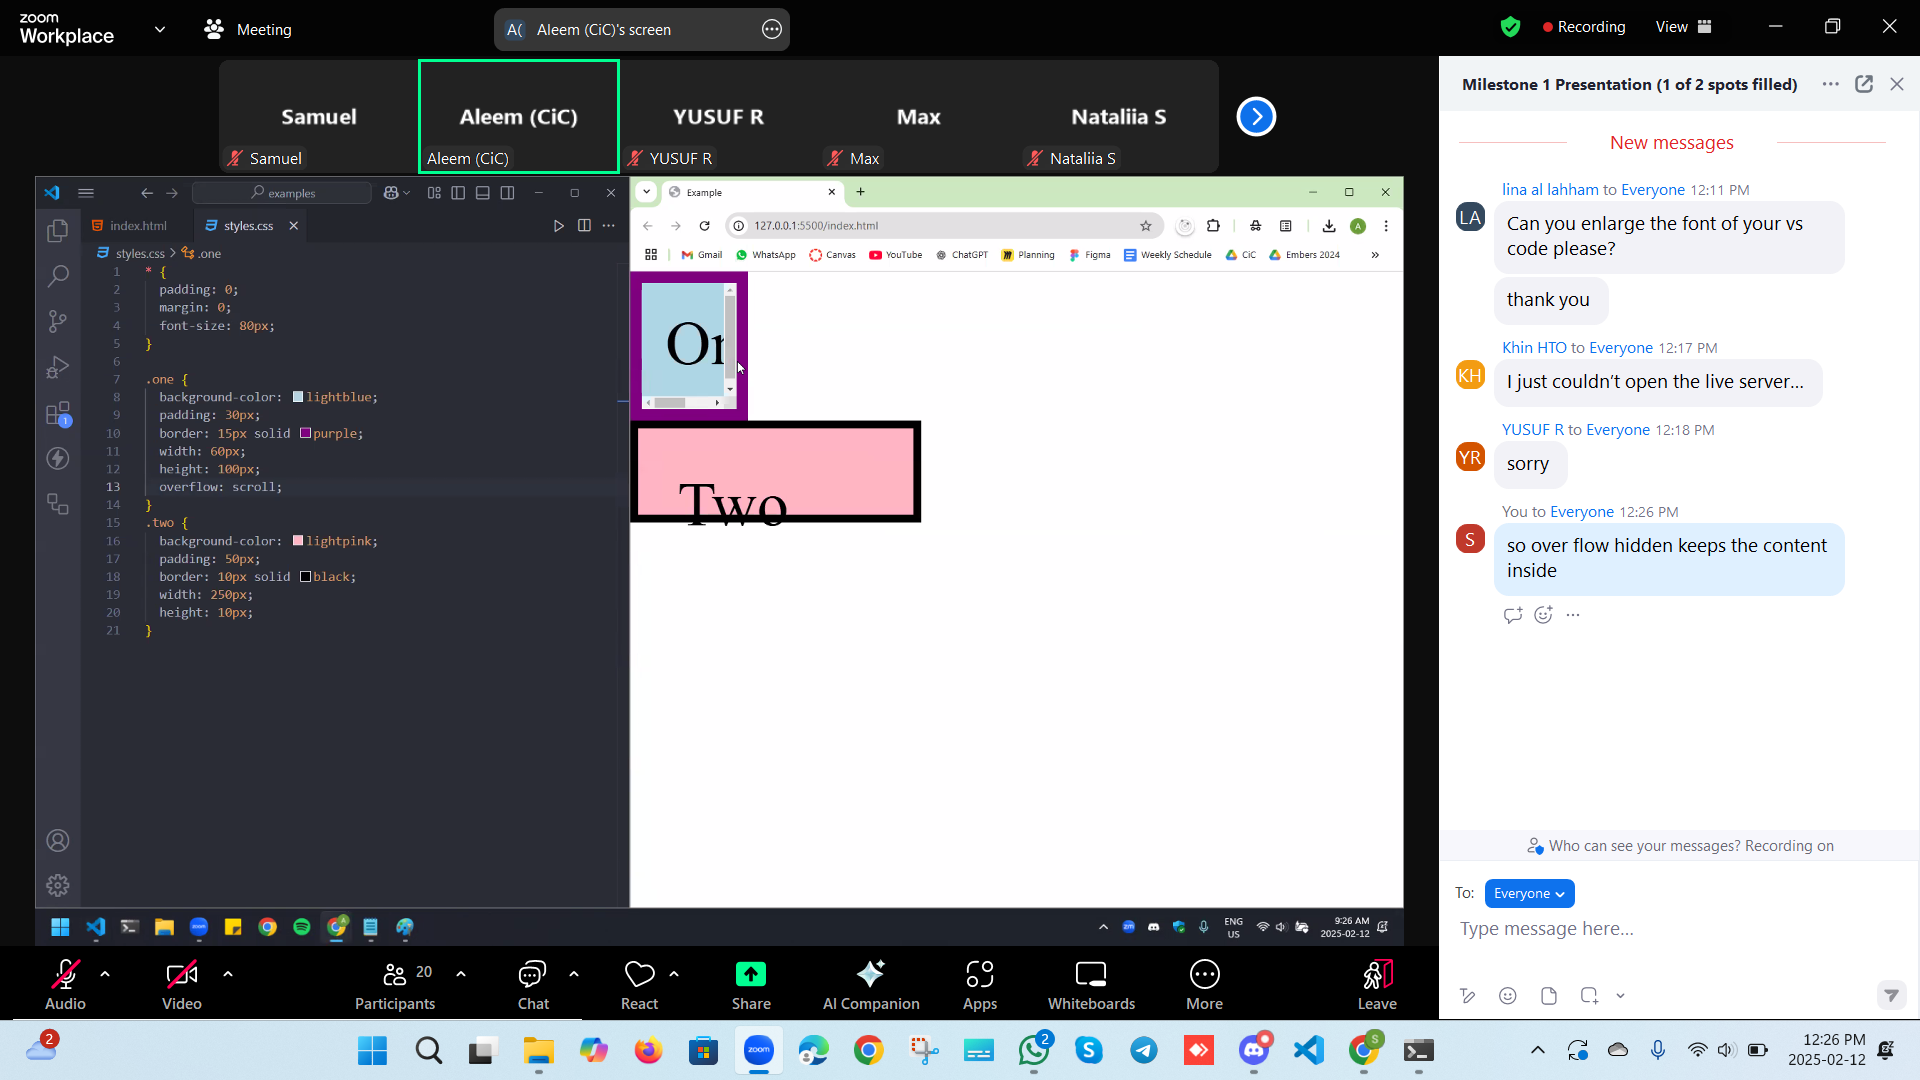 zoom
Workplace
Meeting
A( Aleem (CiC)'s screen
Recording
View
Samuel
Aleem (CiC)
YUSUF R
Max
Nataliia S
Samuel
Aleem (CiC)
YUSUF R
Max
Nataliia S
examples
index.html
styles.css
styles.css > .one
1 * {
2 padding: 0;
3 margin: 0;
4 font-size: 80px;
5 }
6
7 .one {
8 background-color: lightblue;
9 padding: 30px;
10 border: 15px solid purple;
11 width: 60px;
12 height: 100px;
13 overflow: scroll;
14 }
15 .two {
16 background-color: lightpink;
17 padding: 50px;
18 border: 10px solid black;
19 width: 250px;
20 height: 10px;
21 }
1
Example
127.0.0.1:5500/index.html
A
Gmail
WhatsApp
YouTube
Canvas
ChatGPT
Planning
Figma
Weekly Schedule
CiC
Embers 2024
Two
ENG
US
9:26 AM
2025-02-12
Milestone 1 Presentation (1 of 2 spots filled)
New messages
lina al lahham to Everyone 12:11 PM
LA
Can you enlarge the font of your vs
code please?
thank you
Khin HTO to Everyone 12:17 PM
KH
I just couldn't open the live server...
YUSUF R to Everyone 12:18 PM
YR
sorry
You to Everyone 12:26 PM
S
so over flow hidden keeps the content
inside
Who can see your messages? Recording on
To: Everyone
Type message here...
Audio
Video
Participants
20
Chat
React
Share
AI Companion
Apps
Whiteboards
More
Leave
2
zoom
2
S
12:26 PM
2025-02-12